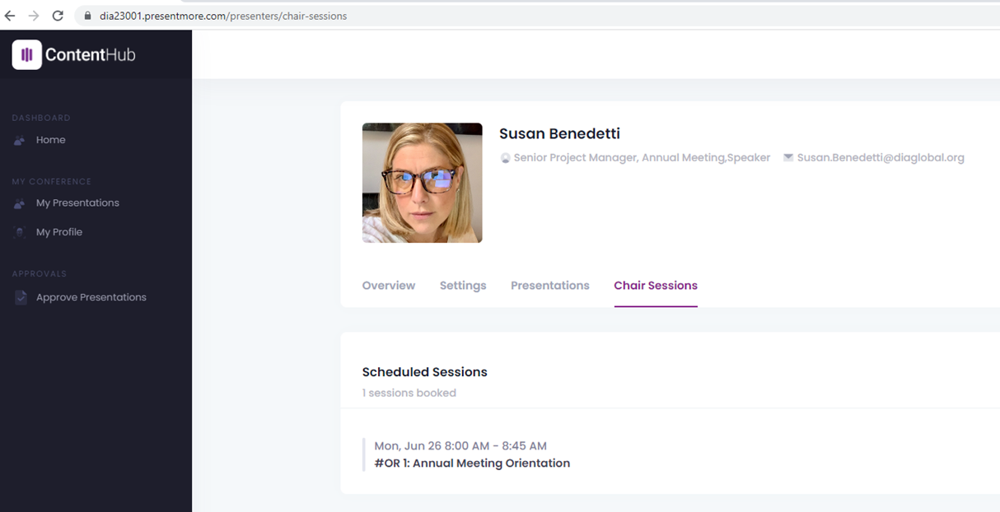 dia23001.presentmore.com/presenters/chair-sessions
ContentHub
DASHBOARD
Home
MY CONFERENCE
My Presentations
My Profile
APPROVALS
Approve Presentations
Susan Benedetti
Senior Project Manager, Annual Meeting,Speaker Susan.Benedetti@diaglobal.org
Overview Settings Presentations Chair Sessions
Scheduled Sessions
1 sessions booked
Mon, Jun 26 8:00 AM - 8:45 AM
#OR 1: Annual Meeting Orientation